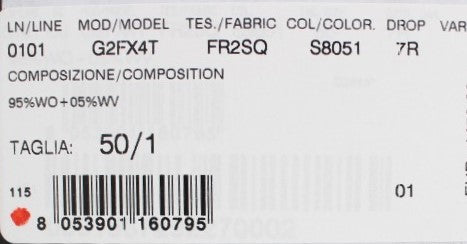 LN/LINE MOD/MODEL TES./FABRIC COL/COLOR. DROP VAR
0101 G2FX4T FR2SQ S8051 7R
COMPOSIZIONE/COMPOSITION
95%WO+05%WV
TAGLIA: 50/1
115 01
8 053901 160795